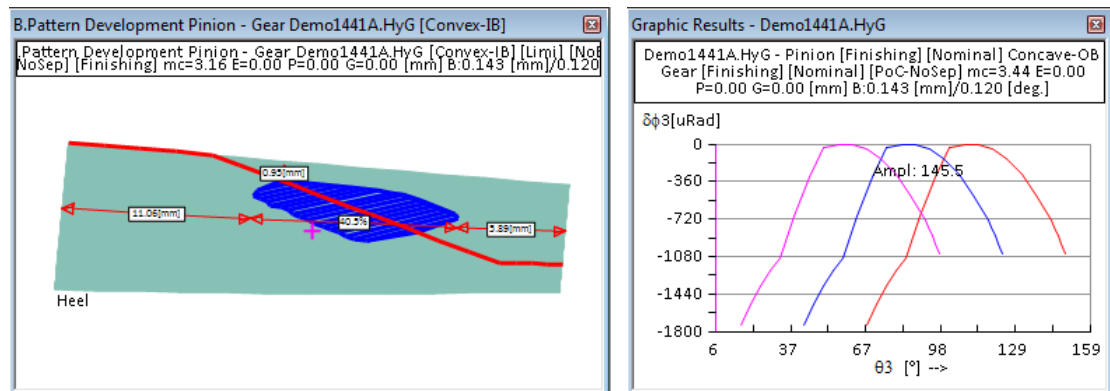 B.Pattern Development Pinion - Gear Demo1441A.HyG [Convex-IB]
.Pattern Development Pinion - Gear Demo1441A.HyG [Convex-IB] [Limi] [NoE
NoSep] [Finishing] mc=3.16 E=0.00 P=0.00 G=0.00 [mm] B:0.143 [mm]/0.120
0.95[mm]
11.06[mm]
40.5%
5.89[mm]
Heel
Graphic Results - Demo1441A.HyG
Demo1441A.HyG - Pinion [Finishing] [Nominal] Concave-OB
Gear [Finishing] [Nominal] [PoC-NoSep] mc=3.44 E=0.00
P=0.00 G=0.00 [mm] B:0.143 [mm]/0.120 [deg.]
δϕ3[uRad]
0
Ampl: 145.5
-360
-720
-1080
-1440
-1800
6 37 67 98 129 159
θ3 [°] -->